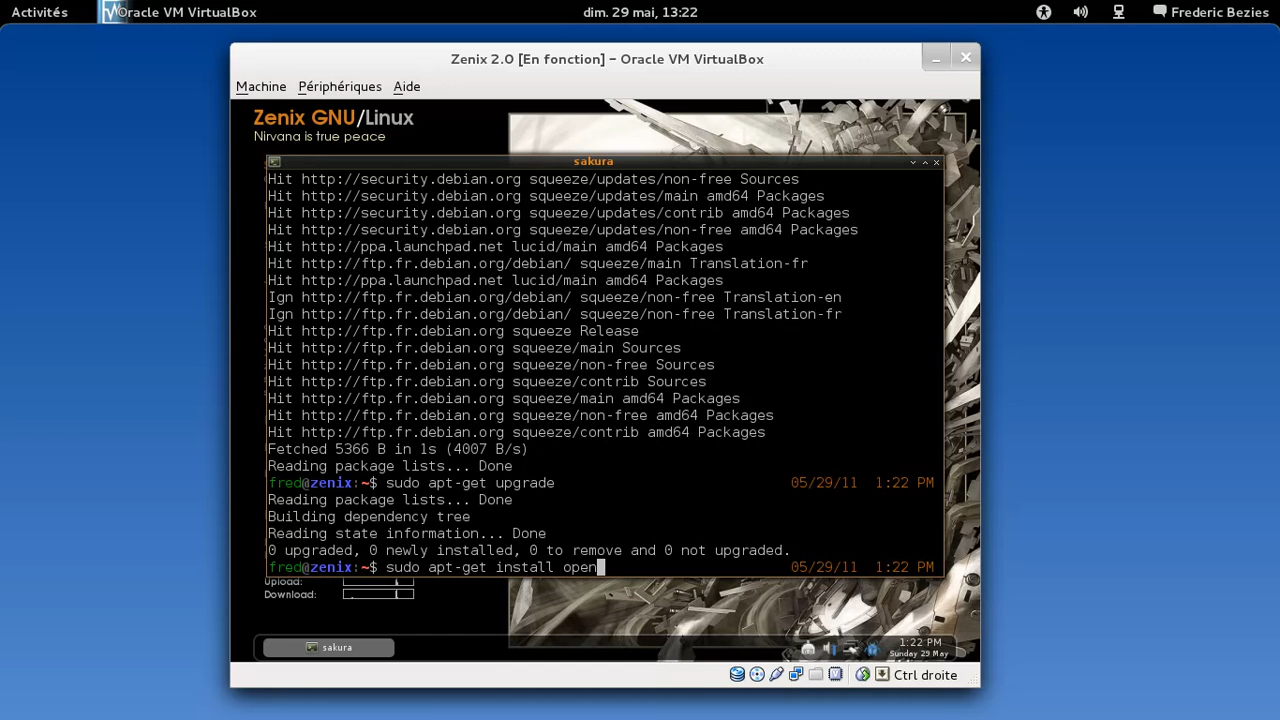 Activités
Oracle VM VirtualBox
dim. 29 mai, 13:22
Frederic Bezies
Zenix 2.0 [En fonction] – Oracle VM VirtualBox
Machine Périphériques Aide
Zenix GNU/Linux
Nirvana is true peace
sakura
Hit http://security.debian.org squeeze/updates/non-free Sources
Hit http://security.debian.org squeeze/updates/main amd64 Packages
Hit http://security.debian.org squeeze/updates/contrib amd64 Packages
Hit http://security.debian.org squeeze/updates/non-free amd64 Packages
Hit http://ppa.launchpad.net lucid/main amd64 Packages
Hit http://ftp.fr.debian.org/debian/ squeeze/main Translation-fr
Hit http://ppa.launchpad.net lucid/main amd64 Packages
Ign http://ftp.fr.debian.org/debian/ squeeze/non-free Translation-en
Ign http://ftp.fr.debian.org/debian/ squeeze/non-free Translation-fr
Hit http://ftp.fr.debian.org squeeze Release
Hit http://ftp.fr.debian.org squeeze/main Sources
Hit http://ftp.fr.debian.org squeeze/non-free Sources
Hit http://ftp.fr.debian.org squeeze/contrib Sources
Hit http://ftp.fr.debian.org squeeze/main amd64 Packages
Hit http://ftp.fr.debian.org squeeze/non-free amd64 Packages
Hit http://ftp.fr.debian.org squeeze/contrib amd64 Packages
Fetched 5366 B in 1s (4007 B/s)
Reading package lists... Done
fred@zenix:~$ sudo apt-get upgrade 05/29/11 1:22 PM
Reading package lists... Done
Building dependency tree
Reading state information... Done
0 upgraded, 0 newly installed, 0 to remove and 0 not upgraded.
fred@zenix:~$ sudo apt-get install open 05/29/11 1:22 PM
Upload:
Download:
sakura
1:22 PM
Sunday 29 May
Ctrl droite